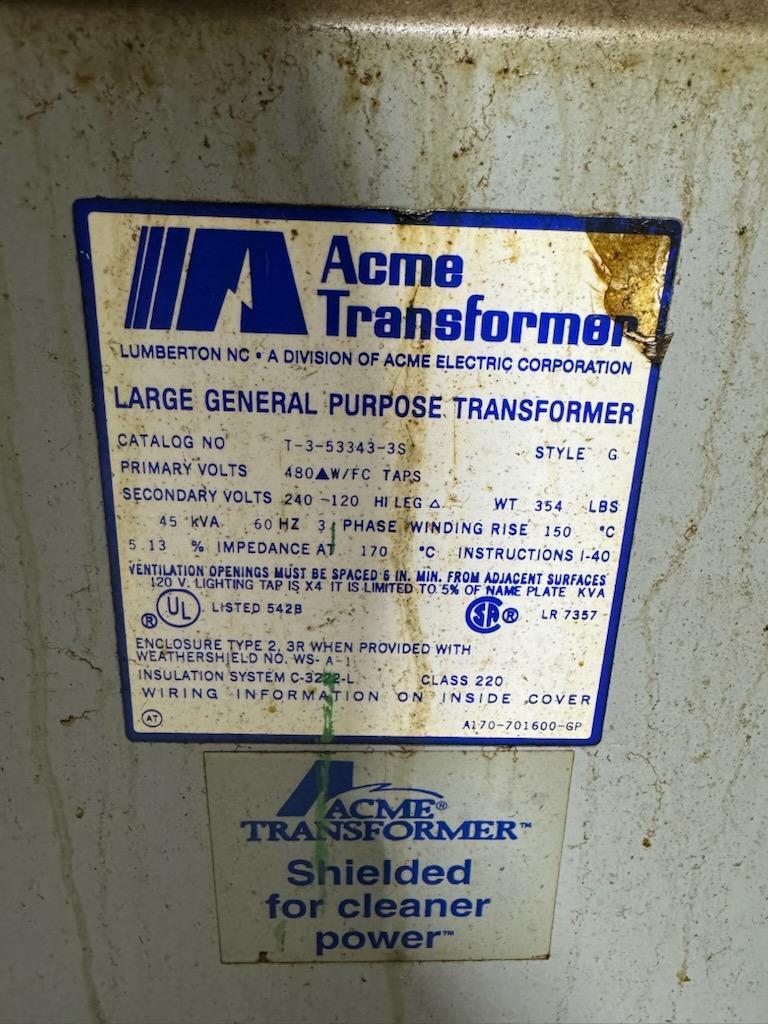 Acme
Transformer
LUMBERTON NC • A DIVISION OF ACME ELECTRIC CORPORATION
LARGE GENERAL PURPOSE TRANSFORMER
CATALOG NO T-3-53343-3S STYLE G
PRIMARY VOLTS 480▲W/FC TAPS
SECONDARY VOLTS 240-120 HI LEG △ WT 354 LBS
45 KVA 60 HZ 3 PHASE WINDING RISE 150 °C
5.13 % IMPEDANCE AT 170 °C INSTRUCTIONS I-40
VENTILATION OPENINGS MUST BE SPACED 6 IN. MIN. FROM ADJACENT SURFACES
120 V. LIGHTING TAP IS X4 IT IS LIMITED TO 5% OF NAME PLATE KVA
® UL LISTED 542B SA ® LR 7357
ENCLOSURE TYPE 2, 3R WHEN PROVIDED WITH
WEATHERSHIELD NO. WS-A-1
INSULATION SYSTEM C-3222-L CLASS 220
WIRING INFORMATION ON INSIDE COVER
AT A170-701600-GP
ACME®
TRANSFORMER™
Shielded
for cleaner
power™